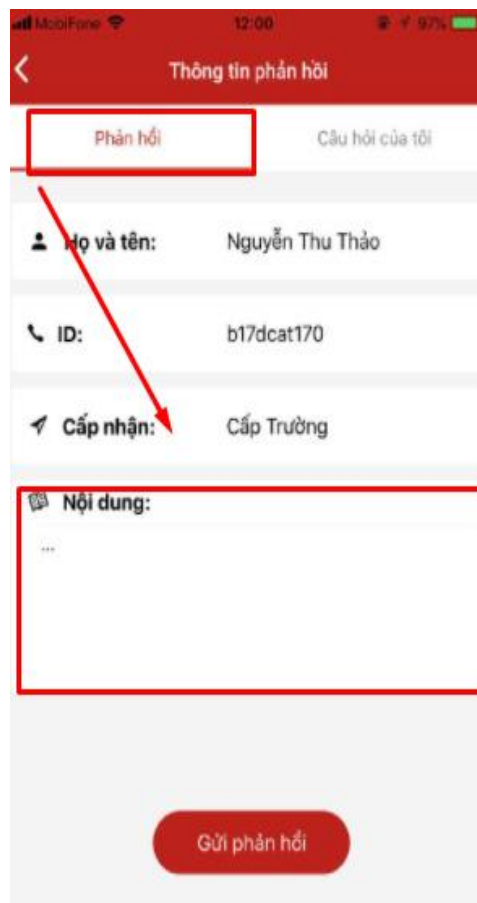 MobiFone 12:00 97%
Thông tin phản hồi
Phản hồi Câu hỏi của tôi
Họ và tên: Nguyễn Thu Thảo
ID: b17dcat170
Cấp nhận: Cấp Trường
Nội dung:
...
Gửi phản hồi